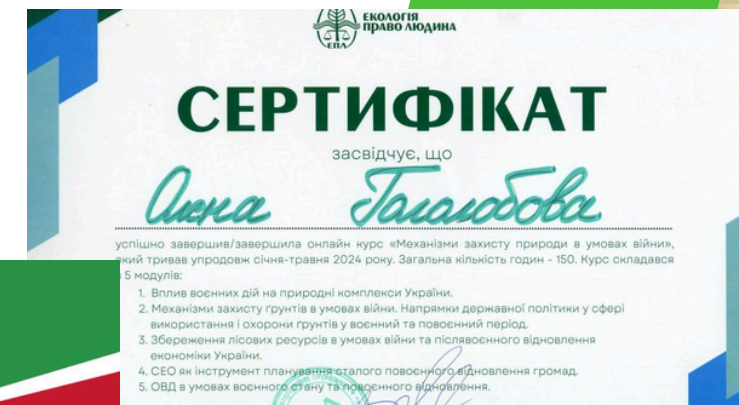 ЕКОЛОГІЯ
ПРАВО ЛЮДИНА
ЕПЛ
СЕРТИФІКАТ
засвідчує, що
Олена Гололобова
успішно завершив/завершила онлайн курс «Механізми захисту природи в умовах війни»,
який тривав упродовж січня-травня 2024 року. Загальна кількість годин - 150. Курс складався
з 5 модулів:
1. Вплив воєнних дій на природні комплекси України.
2. Механізми захисту ґрунтів в умовах війни. Напрямки державної політики у сфері
використання і охорони ґрунтів у воєнний та повоєнний період.
3. Збереження лісових ресурсів в умовах війни та післявоєнного відновлення
економіки України.
4. СЕО як інструмент планування сталого повоєнного відновлення громад.
5. ОВД в умовах воєнного стану та повоєнного відновлення.